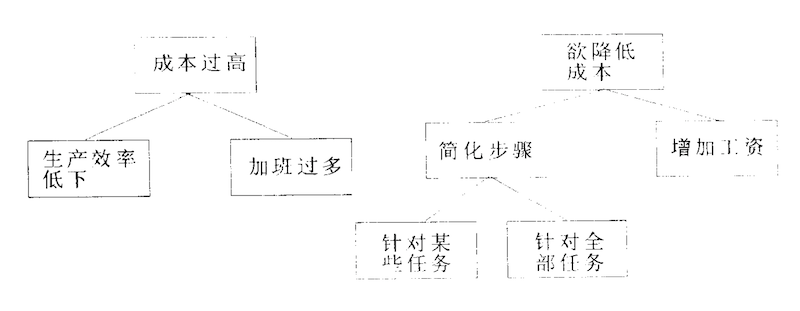 成本过高
生产效率
低下
加班过多
欲降低
成本
简化步骤
增加工资
针对某
些任务
针对全
部任务